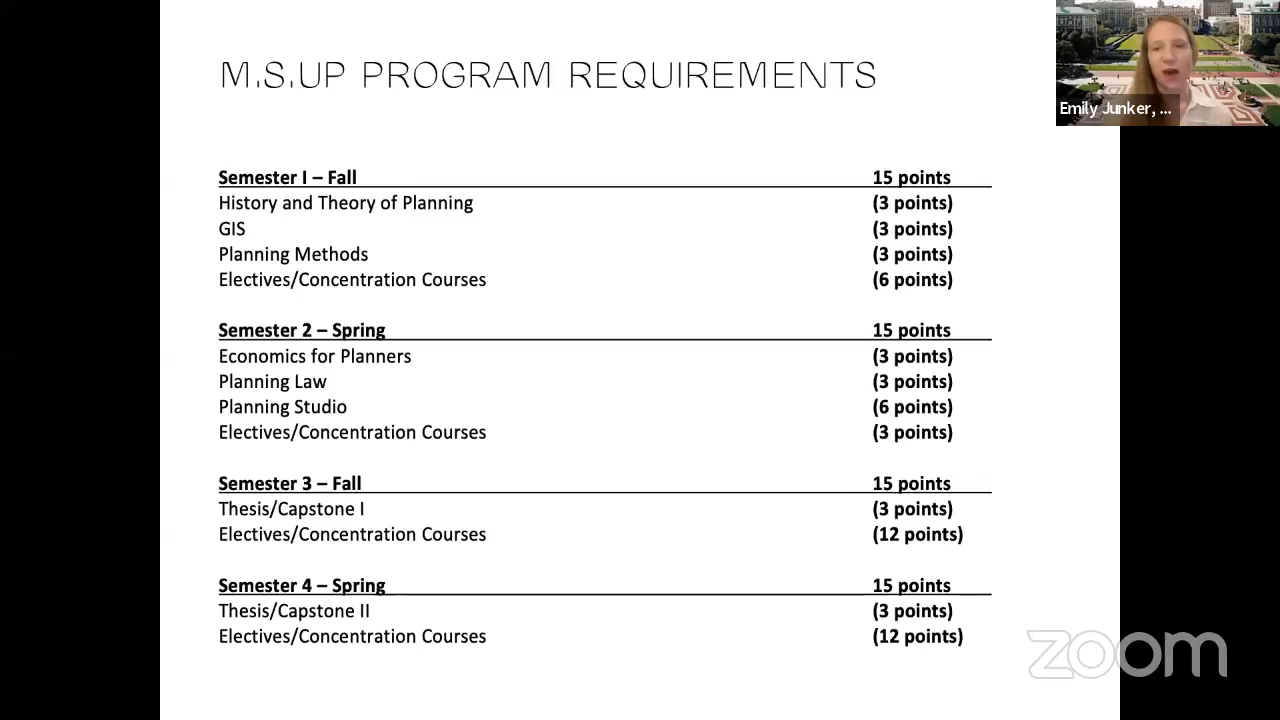 M.S.UP PROGRAM REQUIREMENTS
Emily Junker, ...
Semester I – Fall 15 points
History and Theory of Planning (3 points)
GIS (3 points)
Planning Methods (3 points)
Electives/Concentration Courses (6 points)
Semester 2 – Spring 15 points
Economics for Planners (3 points)
Planning Law (3 points)
Planning Studio (6 points)
Electives/Concentration Courses (3 points)
Semester 3 – Fall 15 points
Thesis/Capstone I (3 points)
Electives/Concentration Courses (12 points)
Semester 4 – Spring 15 points
Thesis/Capstone II (3 points)
Electives/Concentration Courses (12 points)
zoom